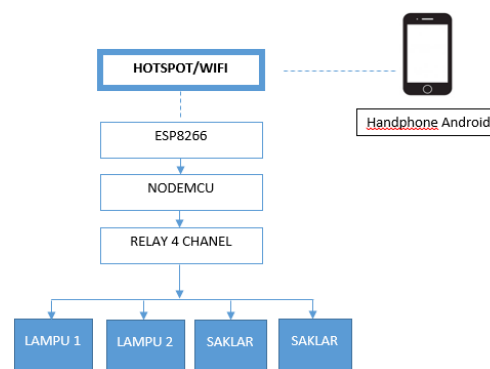 HOTSPOT/WIFI
Handphone Android
ESP8266
NODEMCU
RELAY 4 CHANEL
LAMPU 1
LAMPU 2
SAKLAR
SAKLAR